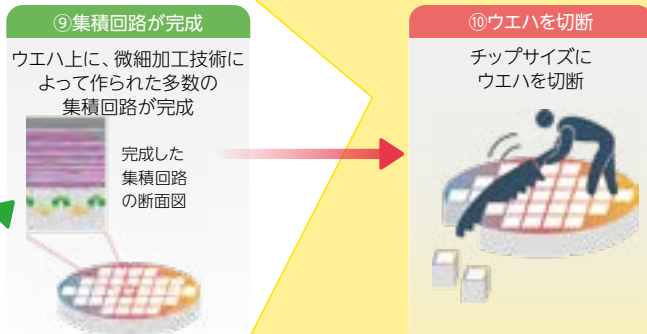 ⑨集積回路が完成
ウエハ上に、微細加工技術に
よって作られた多数の
集積回路が完成
完成した
集積回路
の断面図
⑩ウエハを切断
チップサイズに
ウエハを切断